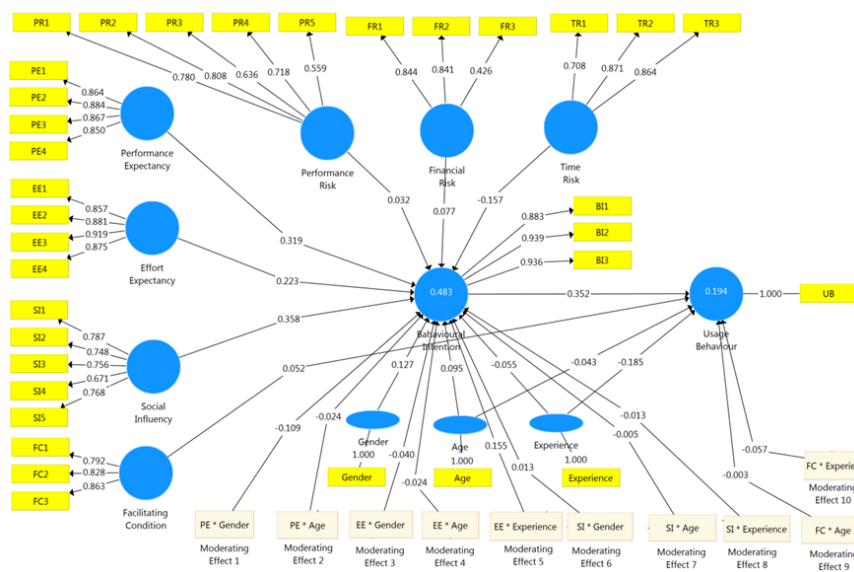 PR1 PR2 PR3 PR4 PR5 FR1 FR2 FR3 TR1 TR2 TR3
0.780 0.808 0.636 0.718 0.559 0.844 0.841 0.426 0.708 0.871 0.864
PE1
PE2
PE3
PE4
0.864
0.884
0.867
0.850
Performance
Expectancy
Performance
Risk
Financial
Risk
Time
Risk
0.032
0.077
-0.157
EE1
EE2
EE3
EE4
0.857
0.881
0.919
0.875
Effort
Expectancy
0.319
0.223
0.358
0.883
0.939
0.936
BI1
BI2
BI3
0.483
Bahavioural
Intention
0.352
0.194
Usage
Behaviour
1.000
UB
SI1
SI2
SI3
SI4
SI5
0.787
0.748
0.756
0.671
0.768
Social
Influency
0.052
FC1
FC2
FC3
0.792
0.828
0.863
Facilitating
Condition
-0.109
-0.024
0.127
-0.040
-0.024
0.095
0.155
0.013
-0.055
-0.043
-0.185
-0.005
-0.013
-0.057
-0.003
Gender
1.000
Gender
Age
1.000
Age
Experience
1.000
Experience
PE * Gender
Moderating
Effect 1
PE * Age
Moderating
Effect 2
EE * Gender
Moderating
Effect 3
EE * Age
Moderating
Effect 4
EE * Experience
Moderating
Effect 5
SI * Gender
Moderating
Effect 6
SI * Age
Moderating
Effect 7
SI * Experience
Moderating
Effect 8
FC * Age
Moderating
Effect 9
FC * Experie
Moderating
Effect 10